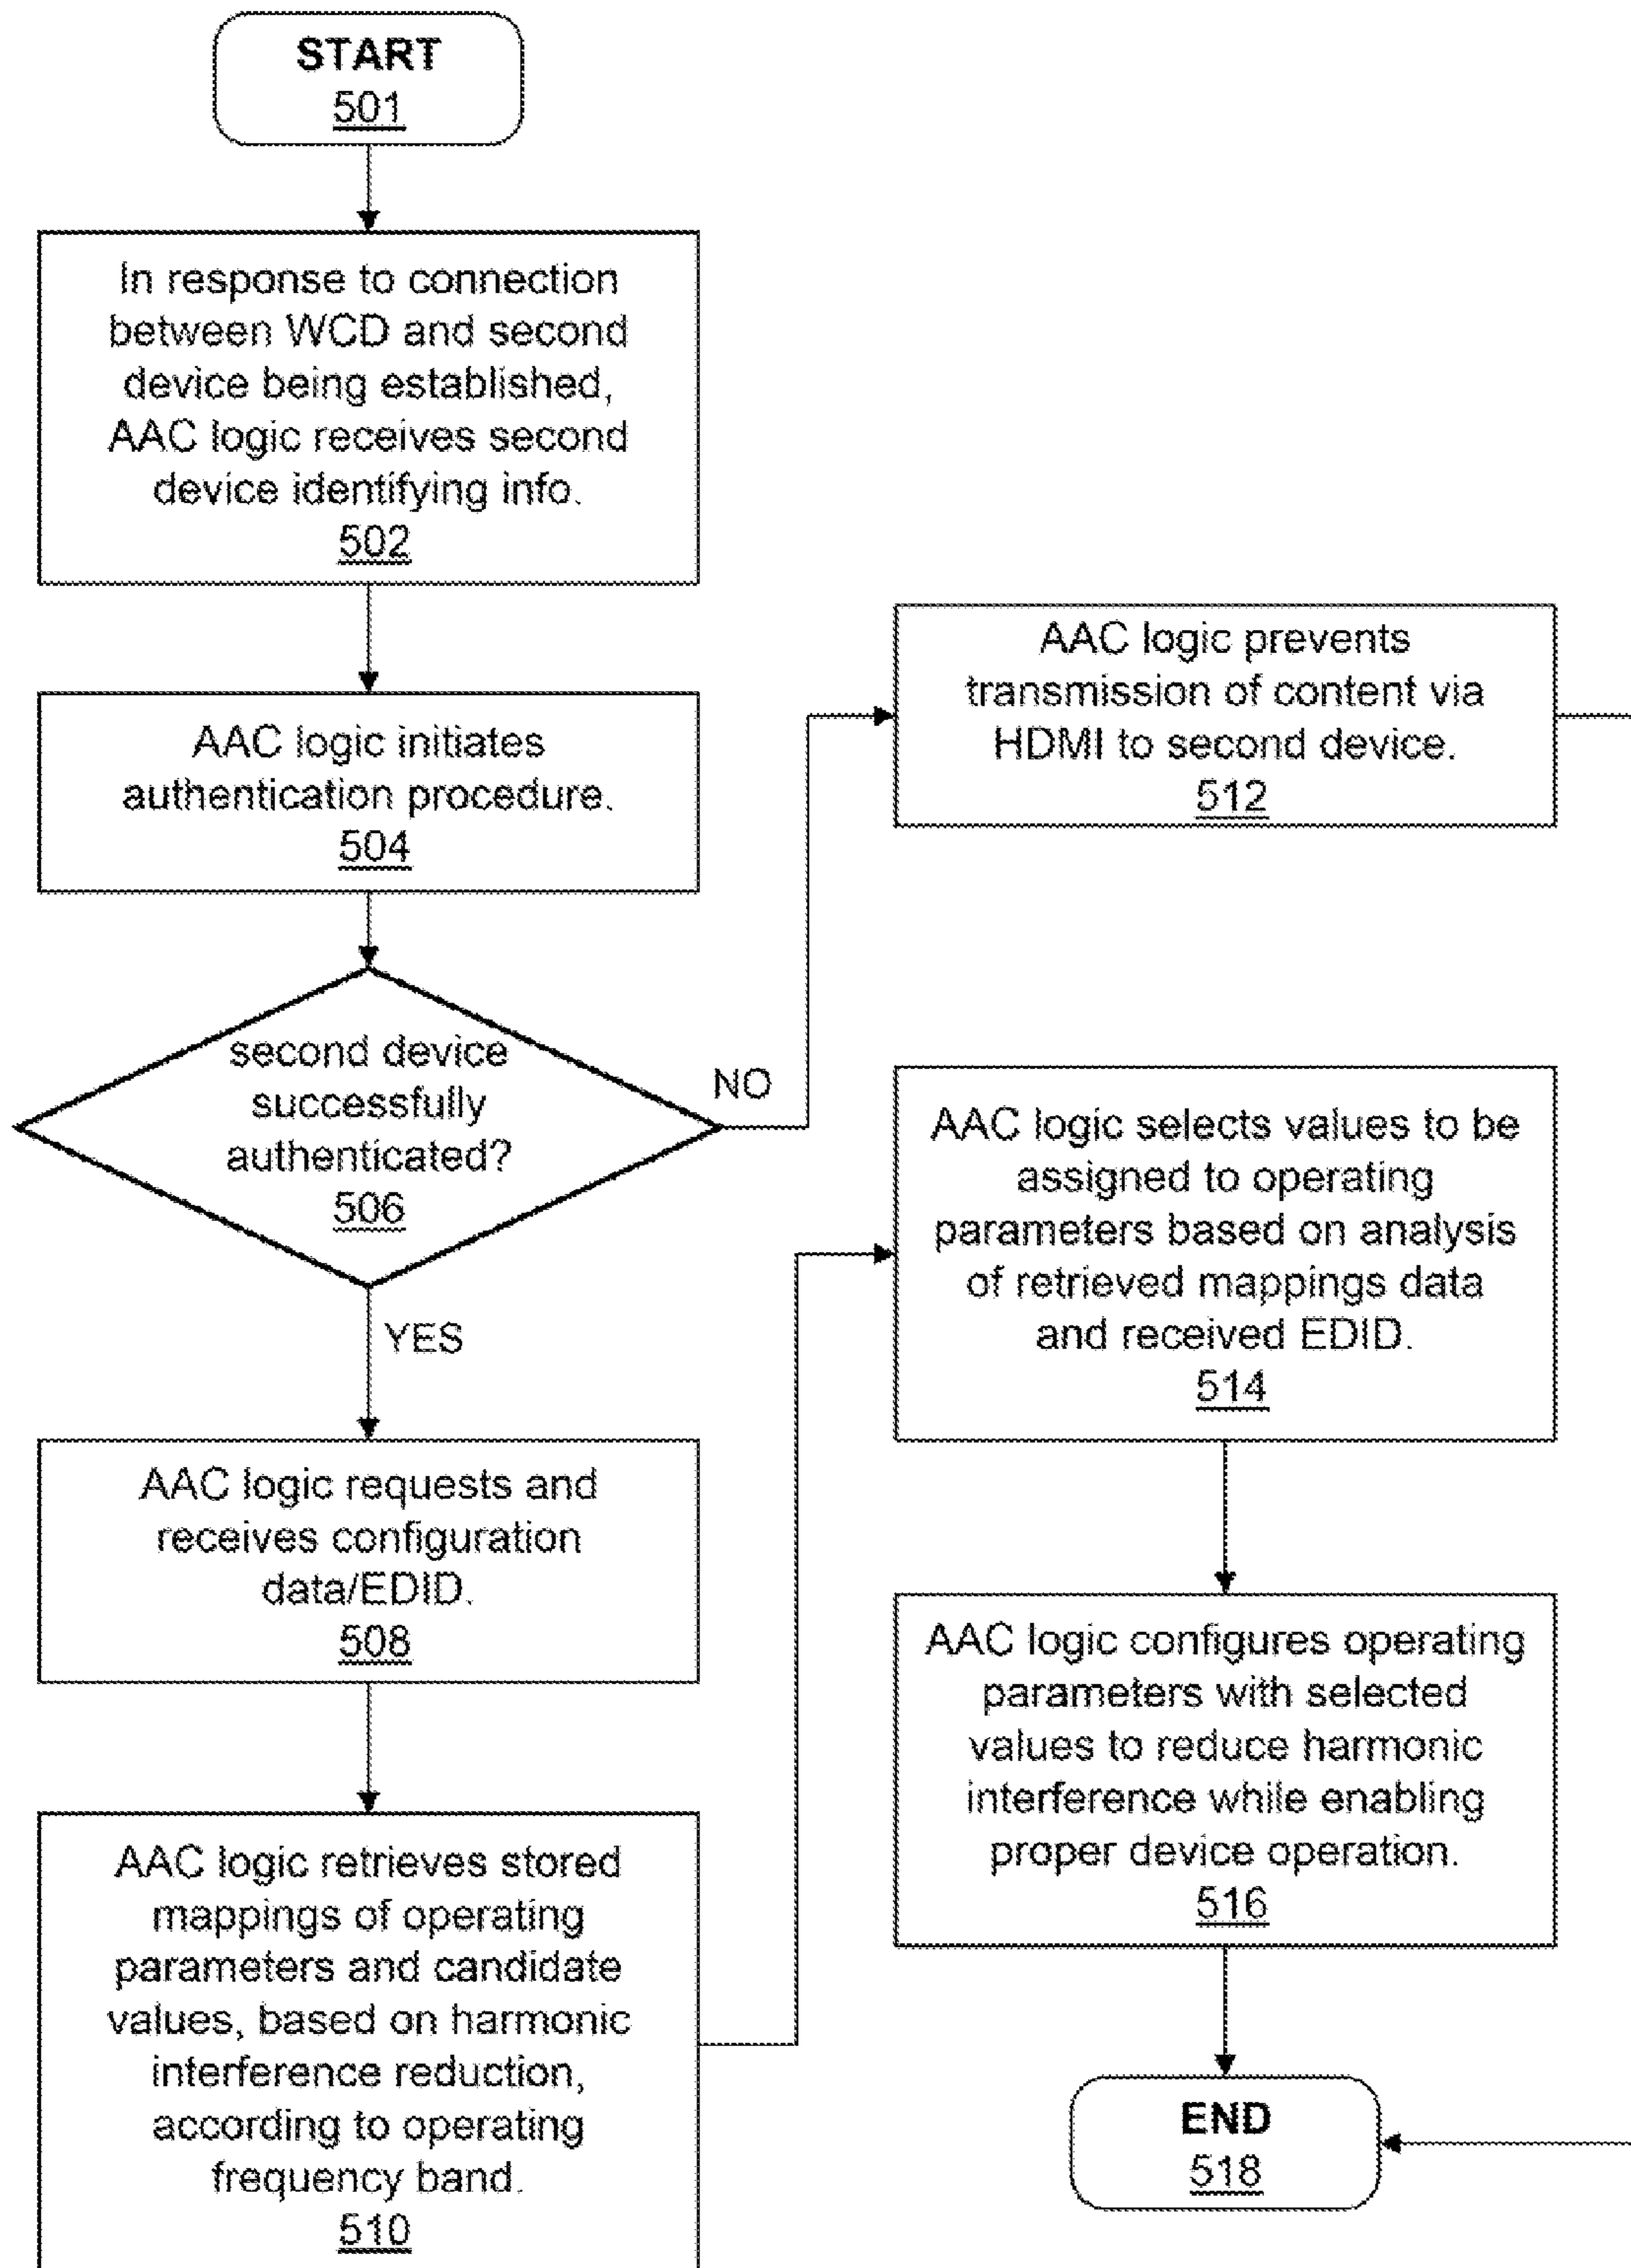 START
501
In response to connection
between WCD and second
device being established,
AAC logic receives second
device identifying info.
502
AAC logic initiates
authentication procedure.
504
second device
successfully
authenticated?
506
NO
YES
AAC logic requests and
receives configuration
data/EDID.
508
AAC logic retrieves stored
mappings of operating
parameters and candidate
values, based on harmonic
interference reduction,
according to operating
frequency band.
510
AAC logic prevents
transmission of content via
HDMI to second device.
512
AAC logic selects values to be
assigned to operating
parameters based on analysis
of retrieved mappings data
and received EDID.
514
AAC logic configures operating
parameters with selected
values to reduce harmonic
interference while enabling
proper device operation.
516
END
518